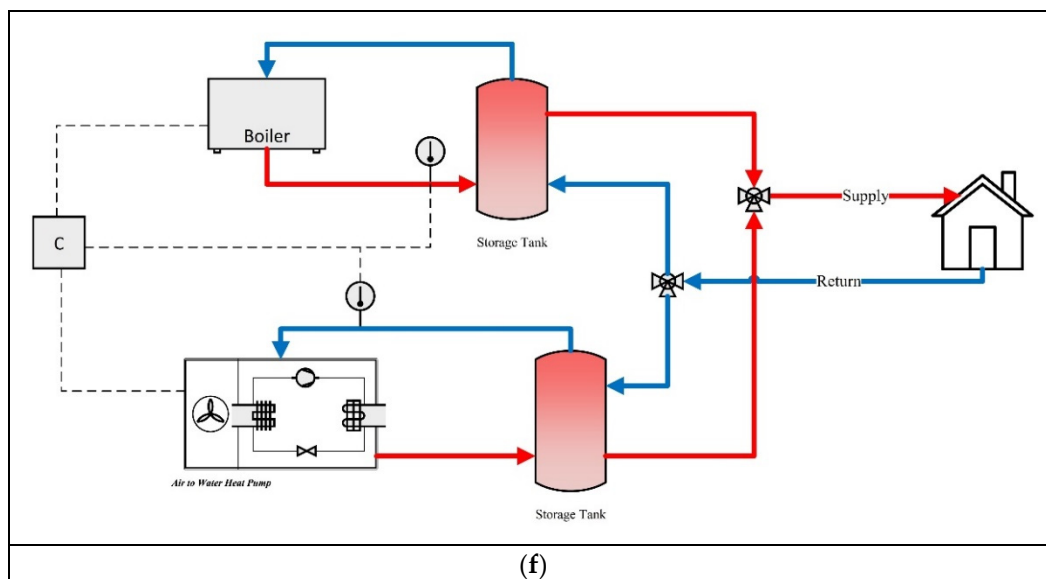 Boiler
Storage Tank
C
Supply
Return
Air to Water Heat Pump
Storage Tank
(f)